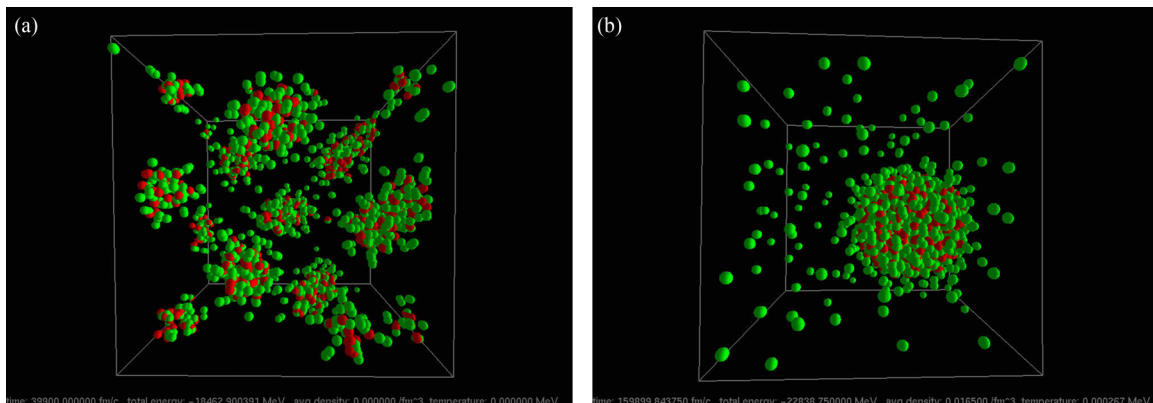 (a)
(b)
time: 39900.000000 fm/c, total energy: -18462.900391 MeV, avg density: 0.000000 /fm^3, temperature: 0.000000 MeV
time: 159899.843750 fm/c, total energy: -22838.750000 MeV, avg density: 0.016500 /fm^3, temperature: 0.000267 MeV